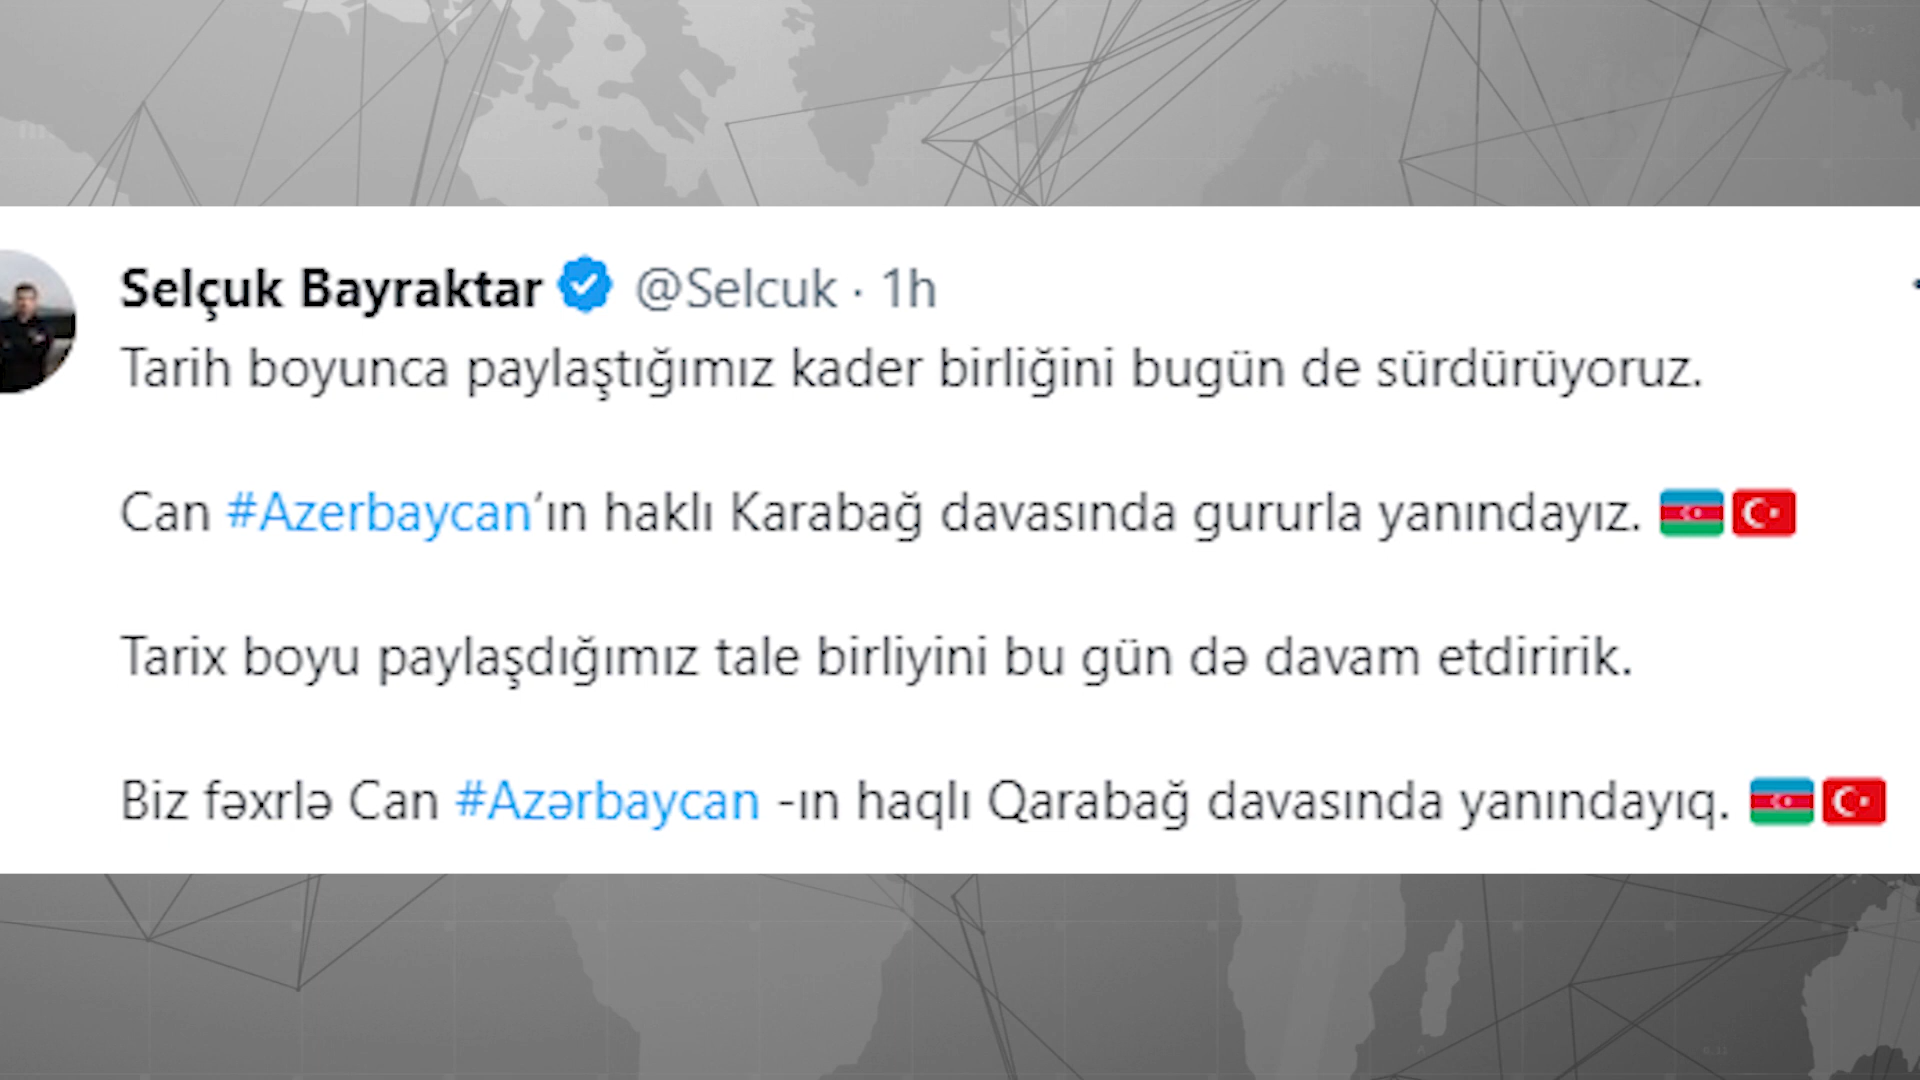 Selçuk Bayraktar @Selcuk · 1h
Tarih boyunca paylaştığımız kader birliğini bugün de sürdürüyoruz.
Can #Azerbaycan’ın haklı Karabağ davasında gururla yanındayız. 🇦🇿🇹🇷
Tarix boyu paylaşdığımız tale birliyini bu gün də davam etdiririk.
Biz fəxrlə Can #Azərbaycan -ın haqlı Qarabağ davasında yanındayıq. 🇦🇿🇹🇷